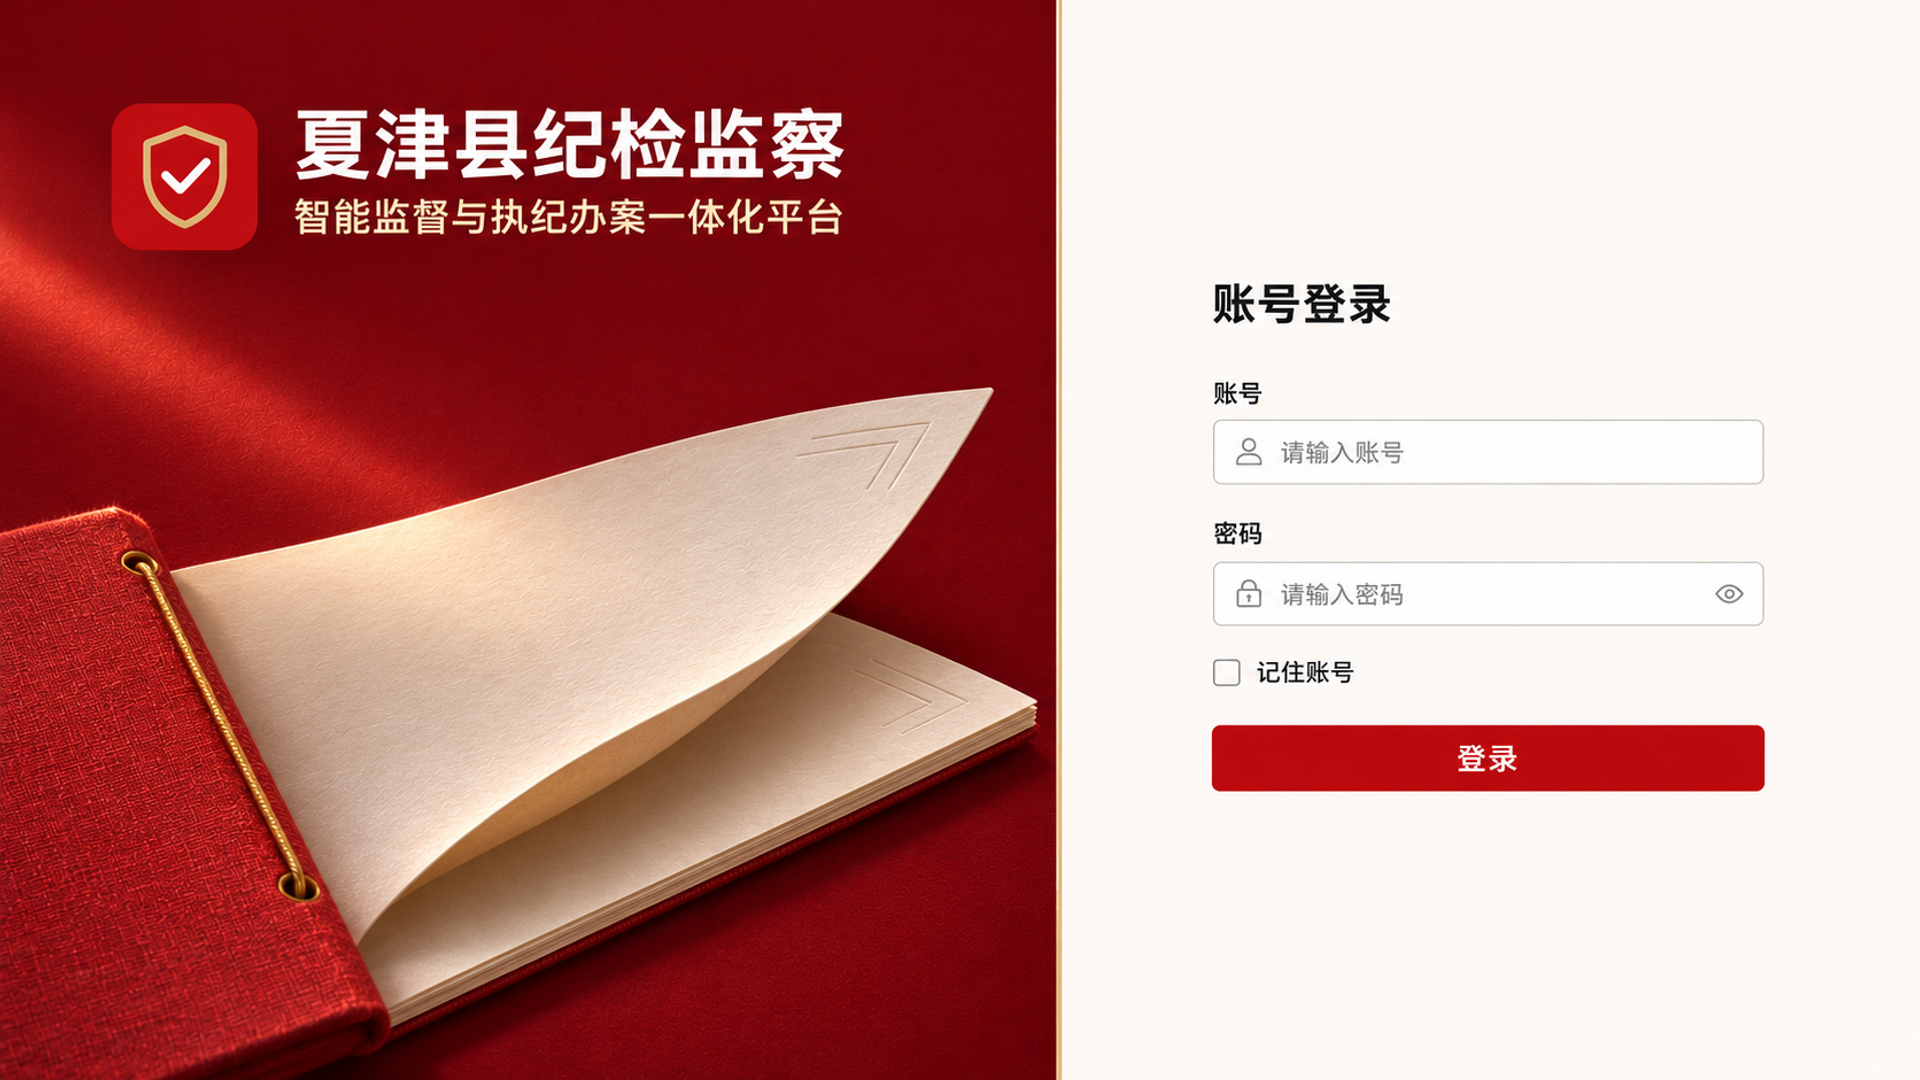 夏津县纪检监察
智能监督与执纪办案一体化平台
账号登录
账号
请输入账号
密码
请输入密码
记住账号
登录